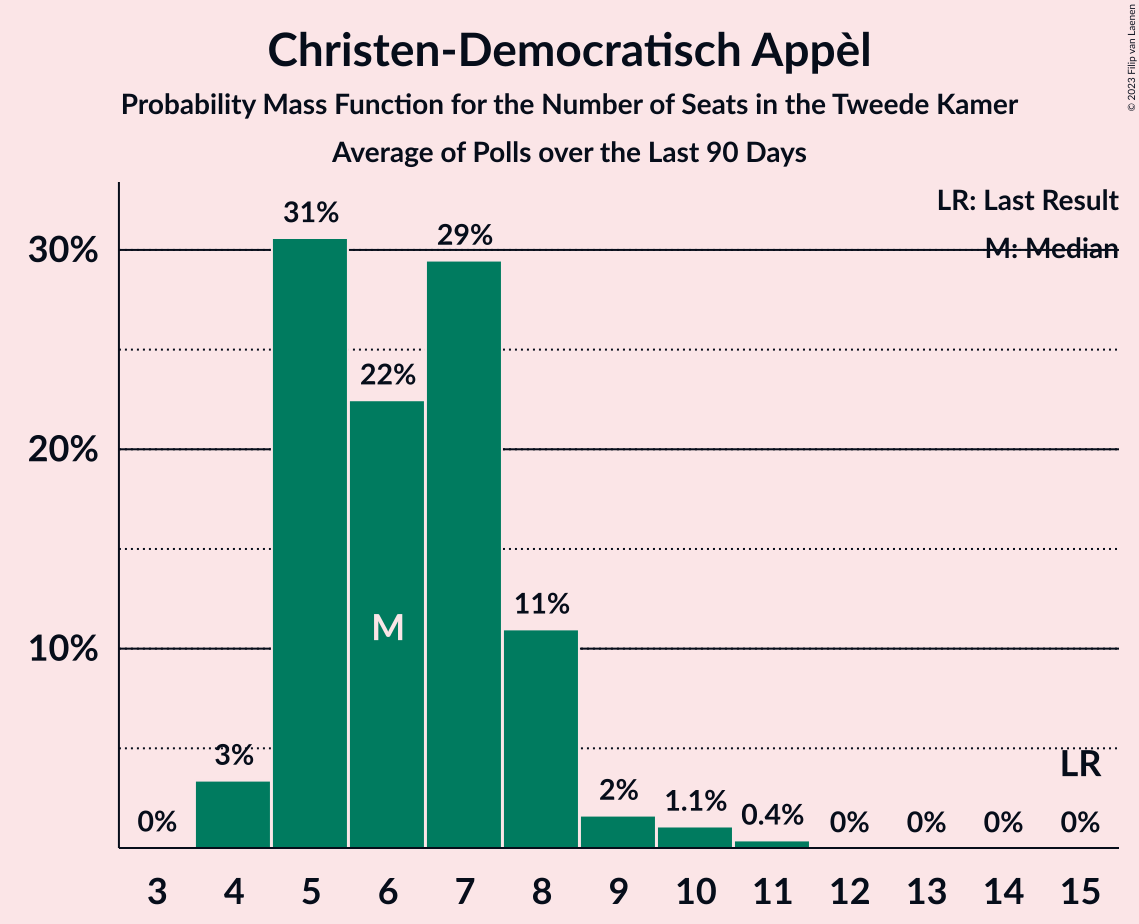 Christen-Democratisch Appèl
Probability Mass Function for the Number of Seats in the Tweede Kamer
Average of Polls over the Last 90 Days
© 2023 Filip van Laenen
LR: Last Result
M: Median
30%
20%
10%
0%
3%
31%
22%
29%
11%
2%
1.1%
0.4%
0%
0%
0%
0%
M
LR
3 4 5 6 7 8 9 10 11 12 13 14 15